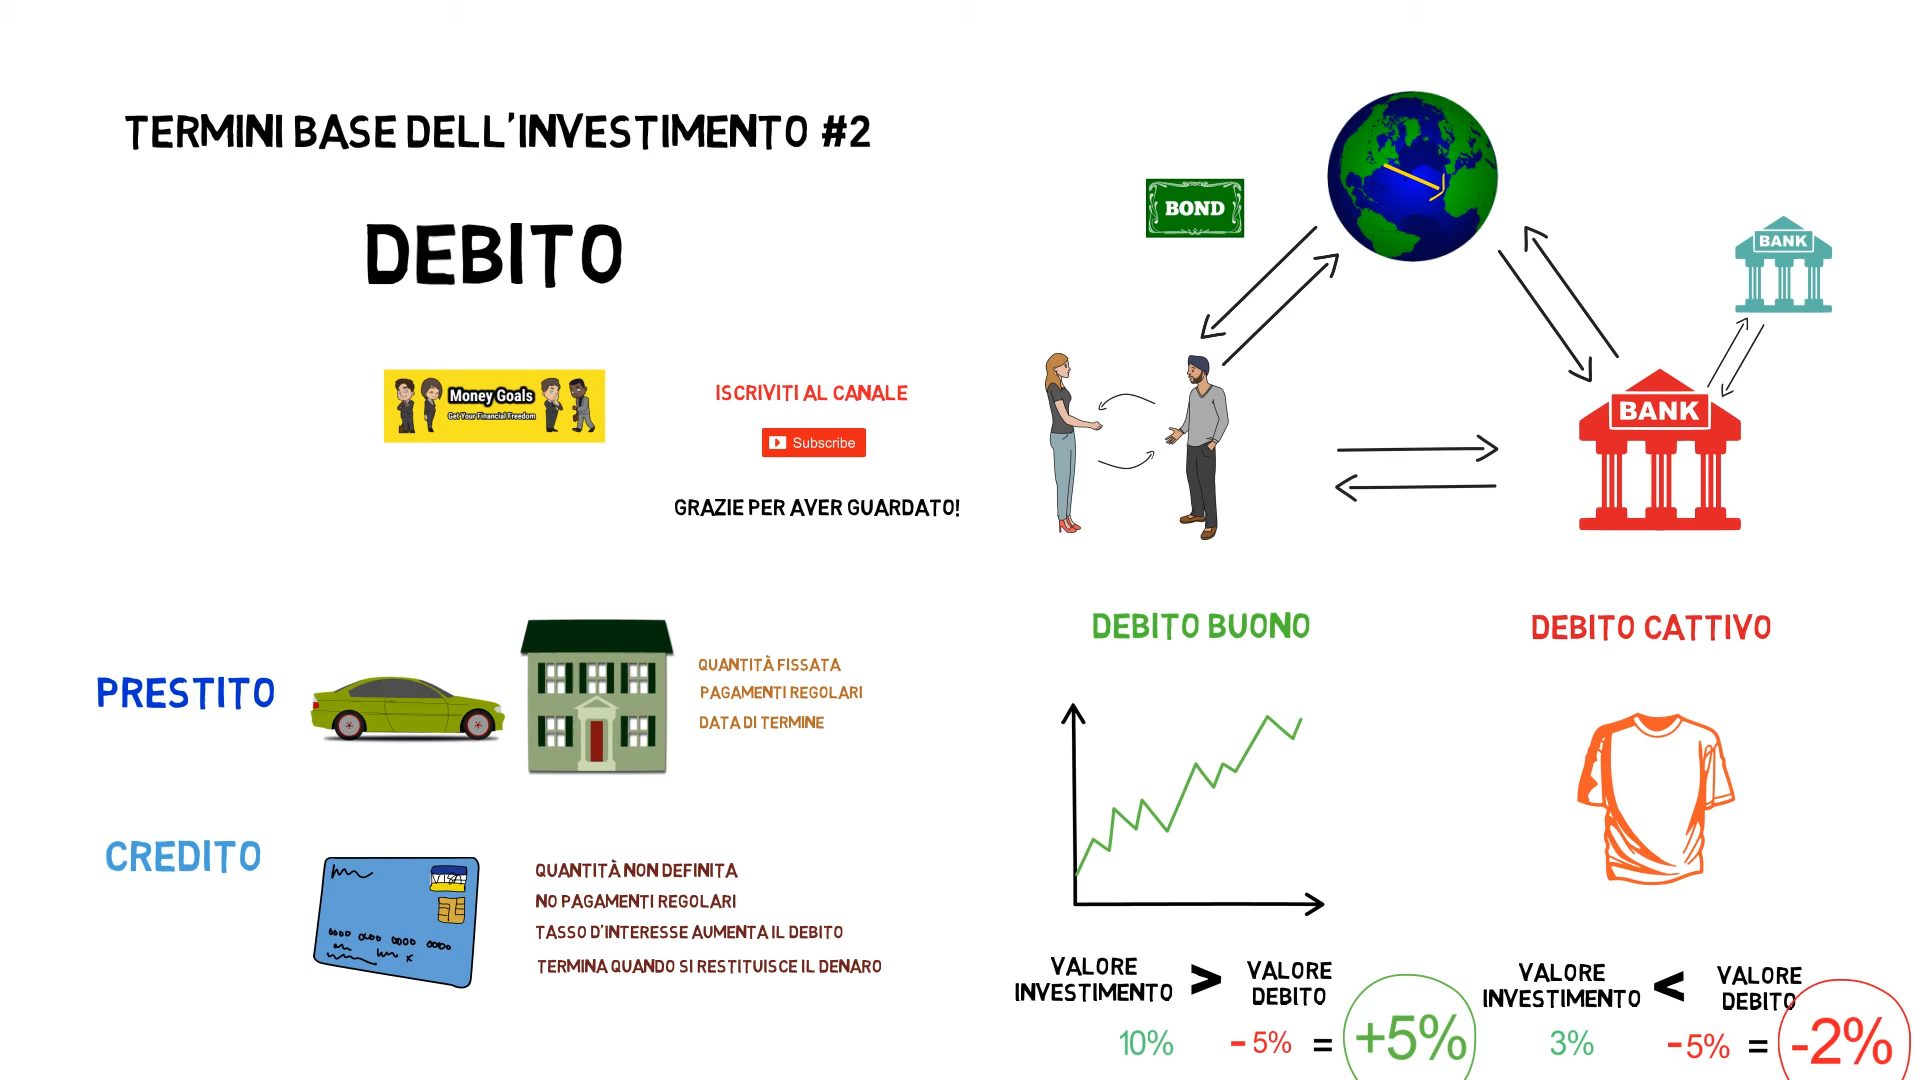 TERMINI BASE DELL'INVESTIMENTO #2
DEBITO
Money Goals
Get Your Financial Freedom
ISCRIVITI AL CANALE
Subscribe
GRAZIE PER AVER GUARDATO!
BOND
BANK
BANK
PRESTITO
QUANTITÀ FISSATA
PAGAMENTI REGOLARI
DATA DI TERMINE
CREDITO
VISA
QUANTITÀ NON DEFINITA
NO PAGAMENTI REGOLARI
TASSO D'INTERESSE AUMENTA IL DEBITO
TERMINA QUANDO SI RESTITUISCE IL DENARO
DEBITO BUONO
VALORE
INVESTIMENTO
>
VALORE
DEBITO
10% - 5% = +5%
DEBITO CATTIVO
VALORE
INVESTIMENTO
<
VALORE
DEBITO
3% -5% = -2%